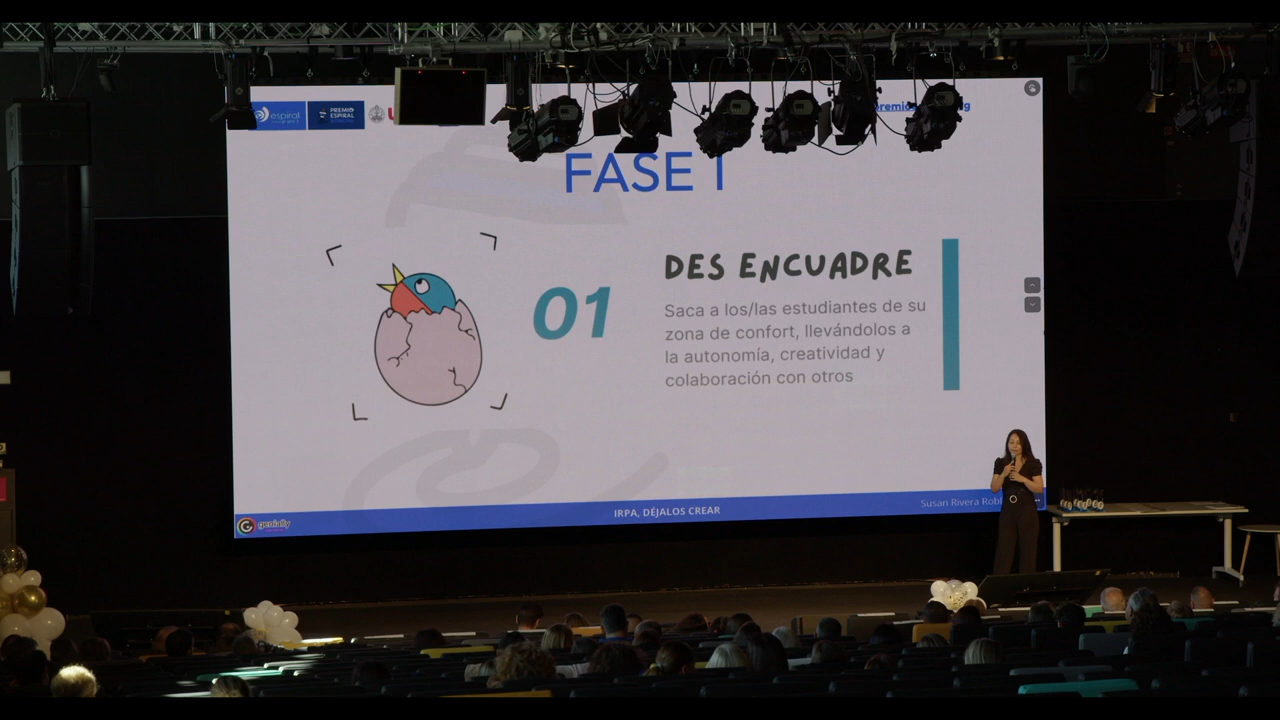 espiral
PREMIO
ESPIRAL
FASE 1
01
DES ENCUADRE
Saca a los/las estudiantes de su
zona de confort, llevándolos a
la autonomía, creatividad y
colaboración con otros
Susan Rivera
IRPA, DÉJALOS CREAR
genially